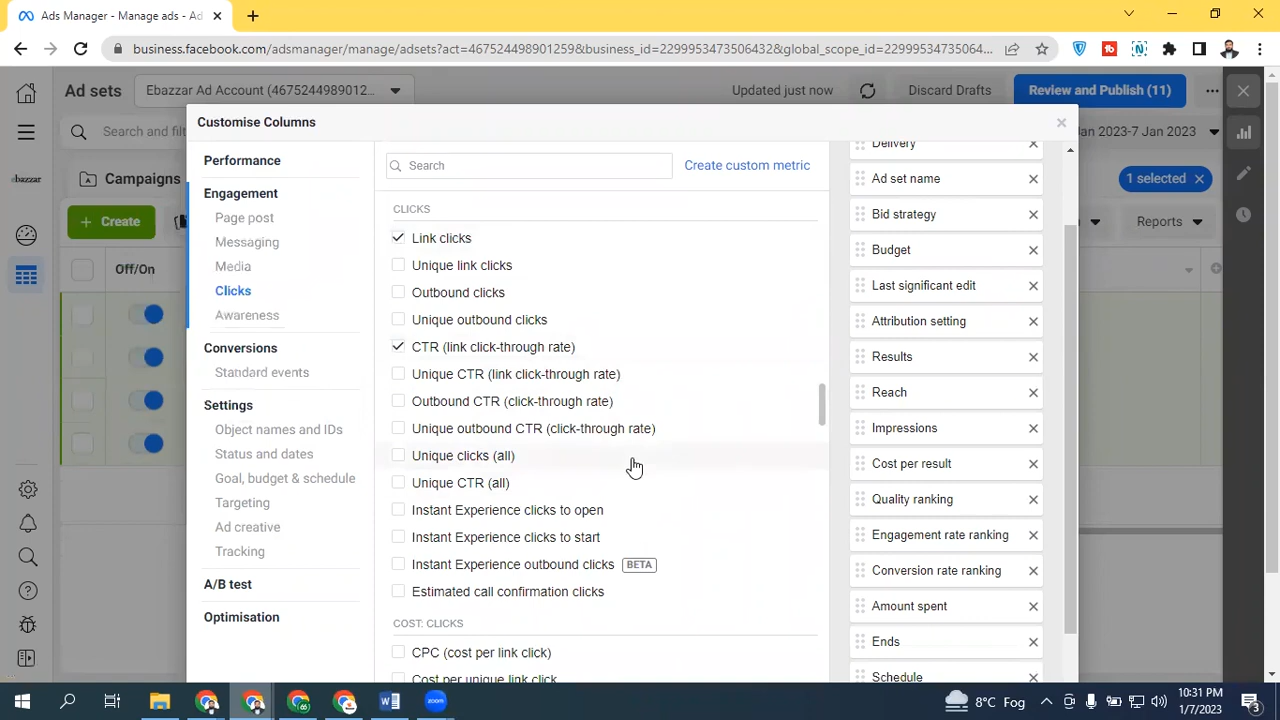 Ads Manager - Manage ads - Ad
business.facebook.com/adsmanager/manage/adsets?act=467524498901259&business_id=2299953473506432&global_scope_id=22999534735064...
Ad sets
Ebazzar Ad Account (4675244989012...
Updated just now
Discard Drafts
Review and Publish (11)
Search and filt
Jan 2023-7 Jan 2023
Campaigns
1 selected
Create
Reports
Off/On
Customise Columns
Performance
Engagement
Page post
Messaging
Media
Clicks
Awareness
Conversions
Standard events
Settings
Object names and IDs
Status and dates
Goal, budget & schedule
Targeting
Ad creative
Tracking
A/B test
Optimisation
Search
Create custom metric
CLICKS
Link clicks
Unique link clicks
Outbound clicks
Unique outbound clicks
CTR (link click-through rate)
Unique CTR (link click-through rate)
Outbound CTR (click-through rate)
Unique outbound CTR (click-through rate)
Unique clicks (all)
Unique CTR (all)
Instant Experience clicks to open
Instant Experience clicks to start
Instant Experience outbound clicks BETA
Estimated call confirmation clicks
COST: CLICKS
CPC (cost per link click)
Cost per unique link click
Delivery
Ad set name
Bid strategy
Budget
Last significant edit
Attribution setting
Results
Reach
Impressions
Cost per result
Quality ranking
Engagement rate ranking
Conversion rate ranking
Amount spent
Ends
Schedule
8°C Fog
10:31 PM
1/7/2023
zoom